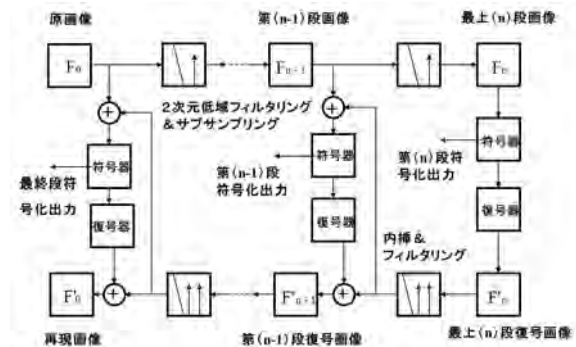 原画像
第(n-1)段画像
最上(n)段画像
F₀
Fₙ₋₁
Fₙ
+
+
2次元低域フィルタリング
&サブサンプリング
符号器
符号器
符号器
最終段符
号化出力
第(n-1)段
符号化出力
第(n)段符
号化出力
復号器
復号器
復号器
内挿&
フィルタリング
F'₀
+
F'ₙ₋₁
+
F'ₙ
再現画像
第(n-1)段復号画像
最上(n)段復号画像